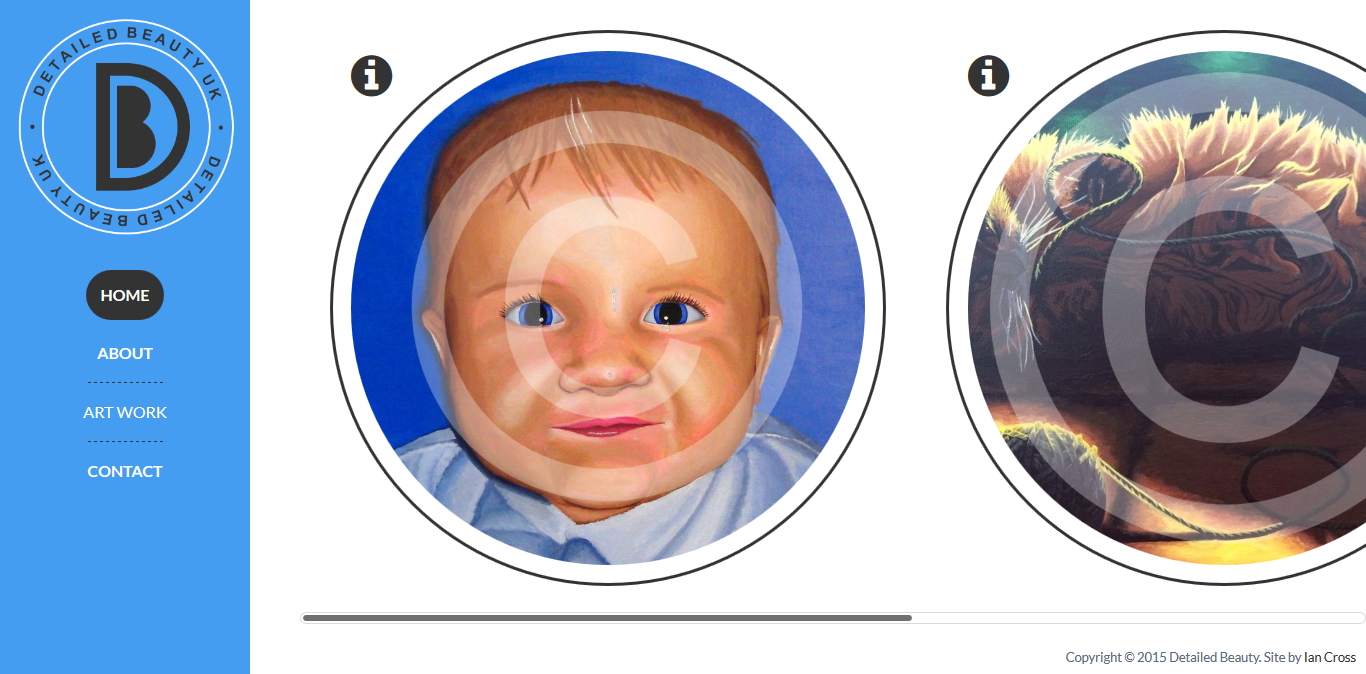 DETAILED BEAUTY UK
DETAILED BEAUTY UK
DB
HOME
ABOUT
ART WORK
CONTACT
©
©
Copyright © 2015 Detailed Beauty. Site by Ian Cross